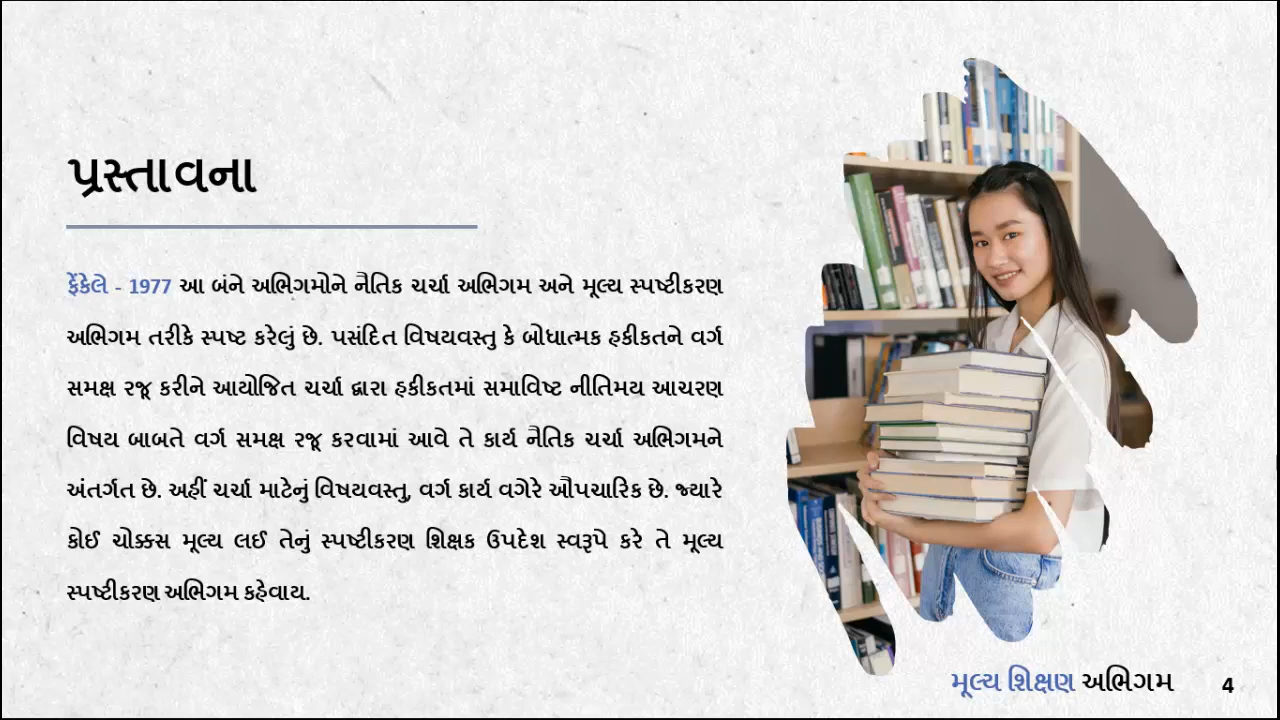 પ્રસ્તાવના
ફ્રેંકેલે - 1977 આ બંને અભિગમોને નૈતિક ચર્ચા અભિગમ અને મૂલ્ય સ્પષ્ટીકરણ
અભિગમ તરીકે સ્પષ્ટ કરેલું છે. પસંદિત વિષયવસ્તુ કે બોધાત્મક હકીકતને વર્ગ
સમક્ષ રજૂ કરીને આયોજિત ચર્ચા દ્વારા હકીકતમાં સમાવિષ્ટ નીતિમય આચરણ
વિષય બાબતે વર્ગ સમક્ષ રજૂ કરવામાં આવે તે કાર્ય નૈતિક ચર્ચા અભિગમને
અંતર્ગત છે. અહીં ચર્ચા માટેનું વિષયવસ્તુ, વર્ગ કાર્ય વગેરે ઔપચારિક છે. જ્યારે
કોઈ ચોક્ક્સ મૂલ્ય લઈ તેનું સ્પષ્ટીકરણ શિક્ષક ઉપદેશ સ્વરૂપે કરે તે મૂલ્ય
સ્પષ્ટીકરણ અભિગમ કહેવાય.
મૂલ્ય શિક્ષણ અભિગમ 4